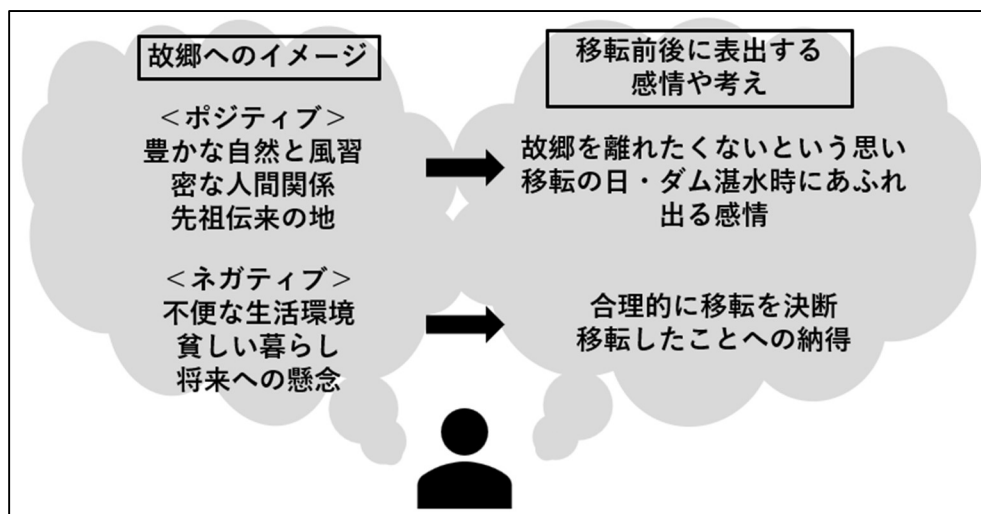 故郷へのイメージ
＜ポジティブ＞
豊かな自然と風習
密な人間関係
先祖伝来の地
＜ネガティブ＞
不便な生活環境
貧しい暮らし
将来への懸念
移転前後に表出する
感情や考え
故郷を離れたくないという思い
移転の日・ダム湛水時にあふれ
出る感情
合理的に移転を決断
移転したことへの納得